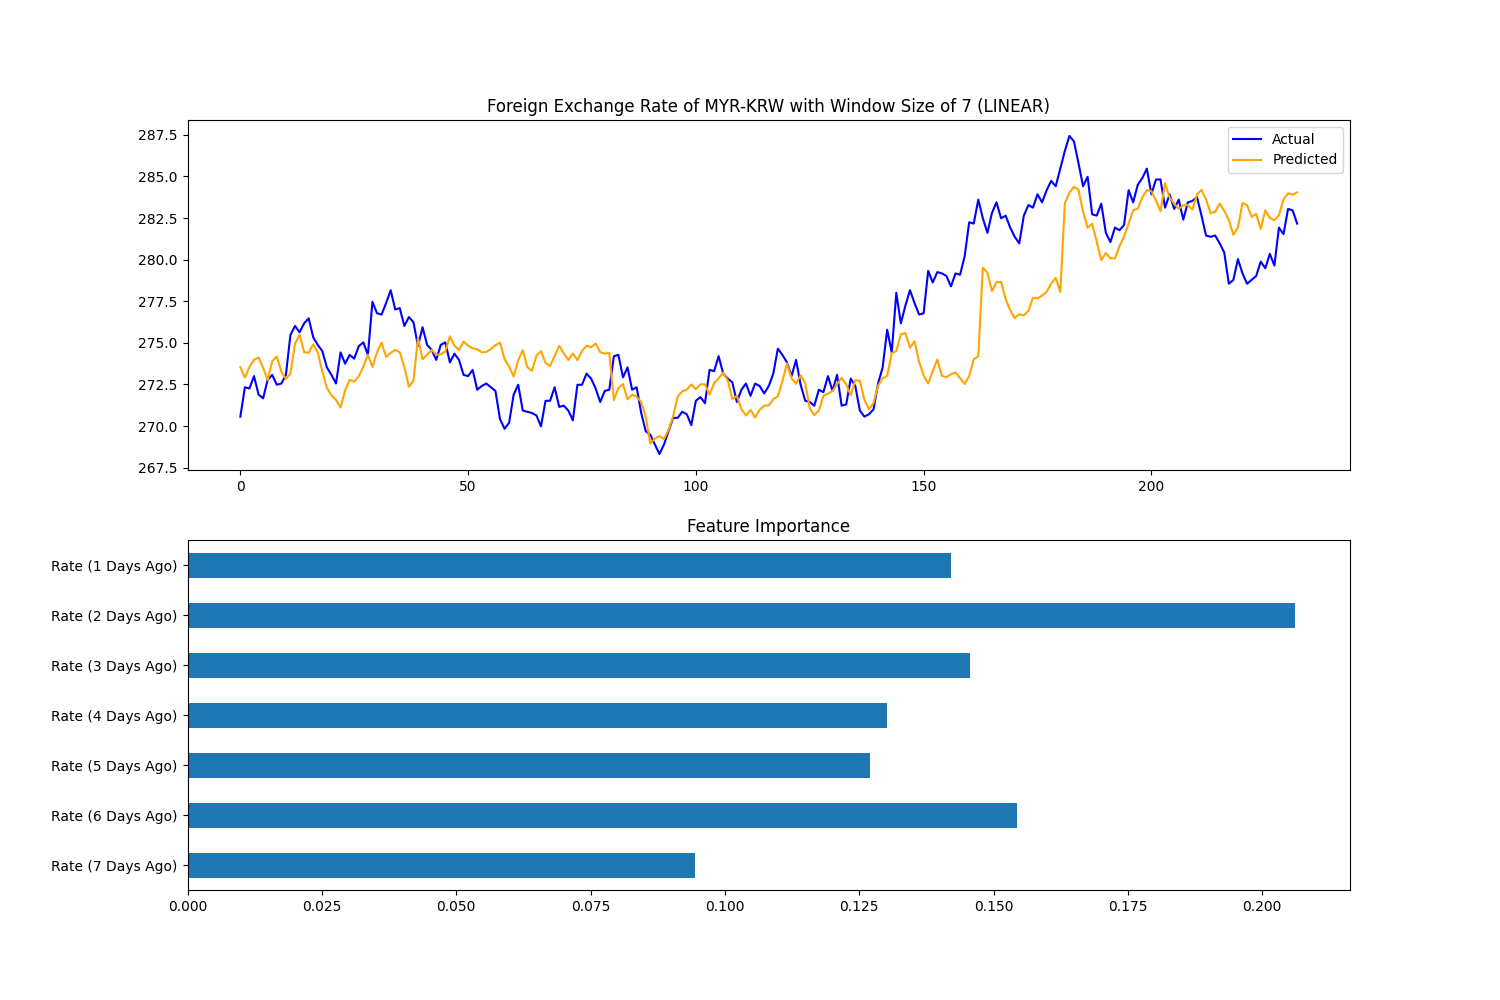 Foreign Exchange Rate of MYR-KRW with Window Size of 7 (LINEAR)
287.5
285.0
282.5
280.0
277.5
275.0
272.5
270.0
267.5
Actual
Predicted
0 50 100 150 200
Feature Importance
Rate (1 Days Ago)
Rate (2 Days Ago)
Rate (3 Days Ago)
Rate (4 Days Ago)
Rate (5 Days Ago)
Rate (6 Days Ago)
Rate (7 Days Ago)
0.000 0.025 0.050 0.075 0.100 0.125 0.150 0.175 0.200